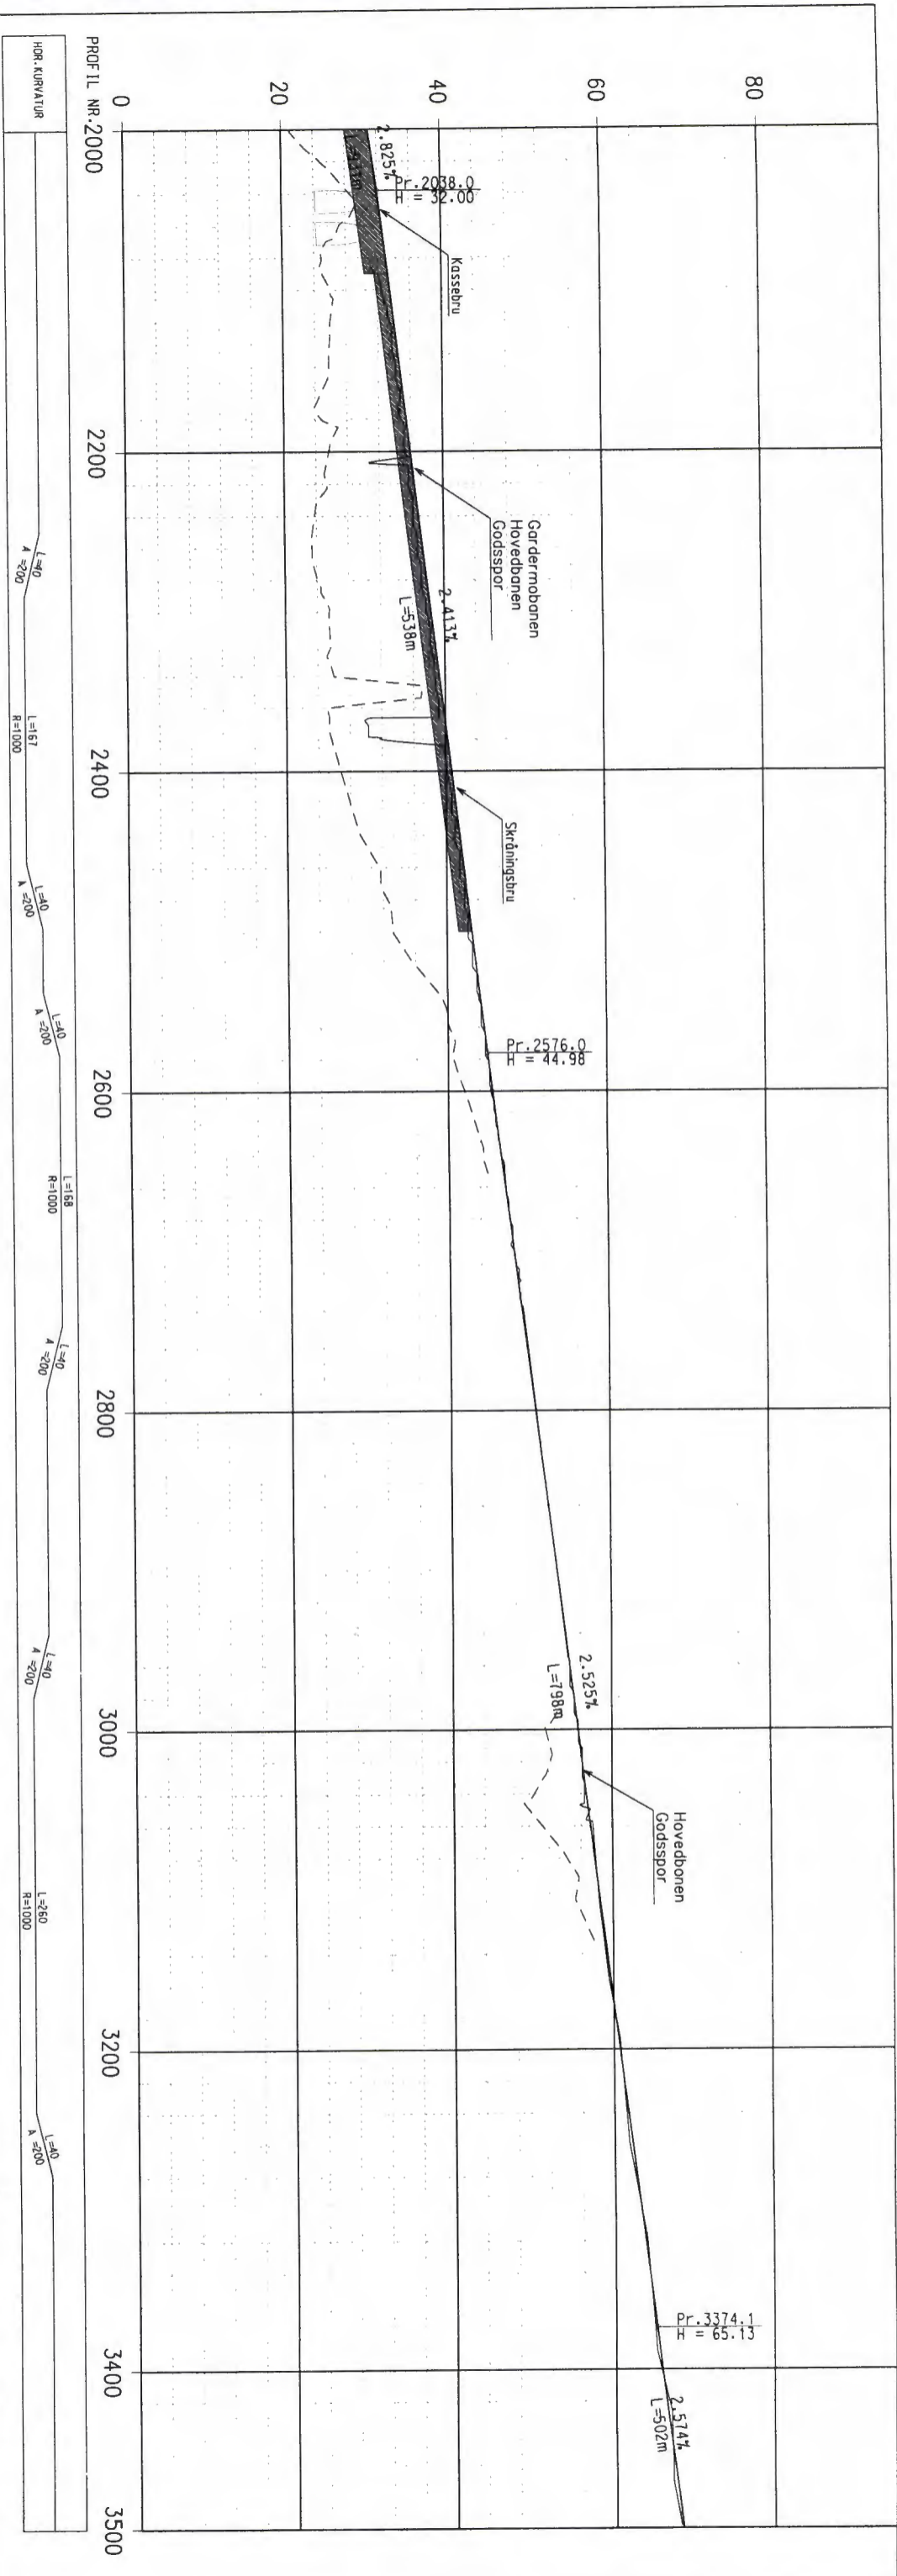 80
60
40
20
0
PROFIL NR.
2000
2200
2400
2600
2800
3000
3200
3400
3500
2.825%
Pr.2038.0
H = 32.00
Kassebru
Gardermobanen
Hovedbanen
Godsspor
2.413%
L=538m
Skråningsbru
Pr.2576.0
H = 44.98
2.525%
L=798m
Hovedbanen
Godsspor
Pr.3374.1
H = 65.13
2.574%
L=502m
HOR.KURVATUR
L=40
A =200
L=167
R=1000
L=40
A =200
L=40
A =200
L=168
R=1000
L=40
A =200
L=40
A =200
L=260
R=1000
L=40
A =200